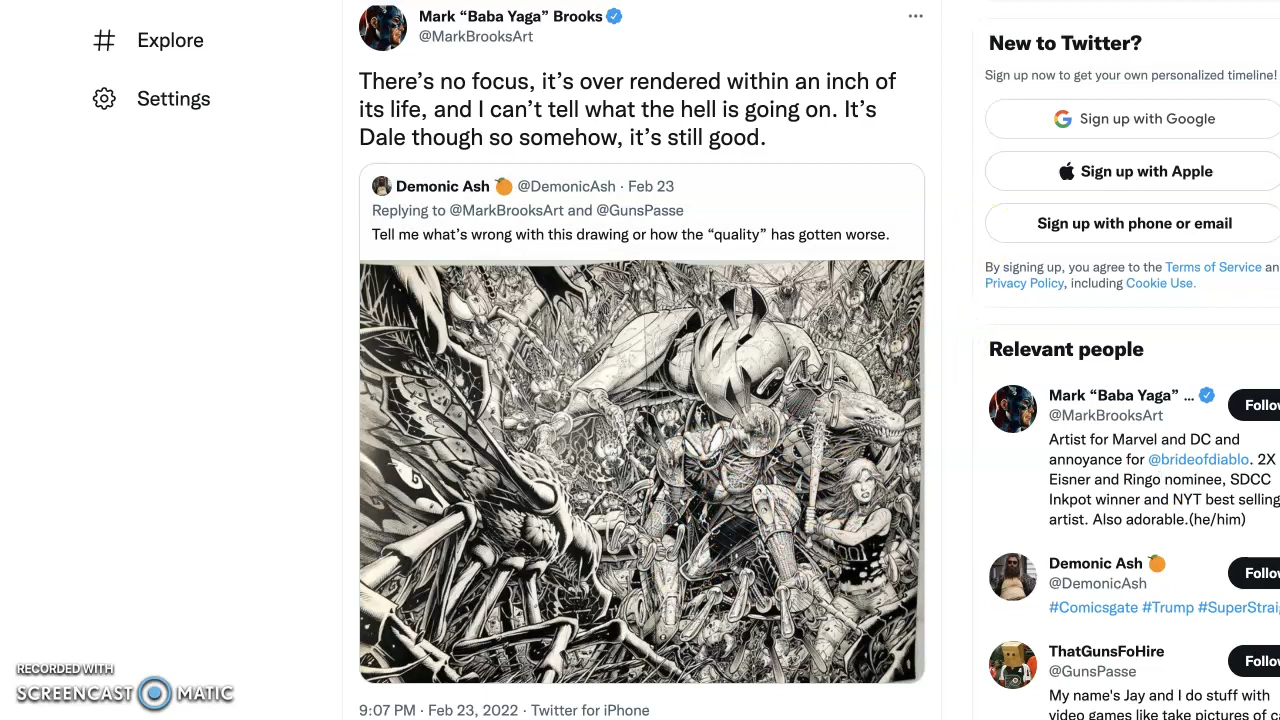 Explore
Settings
Mark “Baba Yaga” Brooks
@MarkBrooksArt
There’s no focus, it’s over rendered within an inch of
its life, and I can’t tell what the hell is going on. It’s
Dale though so somehow, it’s still good.
Demonic Ash 🍊 @DemonicAsh · Feb 23
Replying to @MarkBrooksArt and @GunsPasse
Tell me what’s wrong with this drawing or how the “quality” has gotten worse.
9:07 PM · Feb 23, 2022 · Twitter for iPhone
New to Twitter?
Sign up now to get your own personalized timeline!
Sign up with Google
Sign up with Apple
Sign up with phone or email
By signing up, you agree to the Terms of Service an
Privacy Policy, including Cookie Use.
Relevant people
Mark “Baba Yaga” ...
@MarkBrooksArt
Follow
Artist for Marvel and DC and
annoyance for @brideofdiablo. 2X
Eisner and Ringo nominee, SDCC
Inkpot winner and NYT best selling
artist. Also adorable.(he/him)
Demonic Ash 🍊
@DemonicAsh
Follow
#Comicsgate #Trump #SuperStrai
ThatGunsFoHire
@GunsPasse
Follow
My name's Jay and I do stuff with
video games like take pictures of c
RECORDED WITH
SCREENCAST MATIC